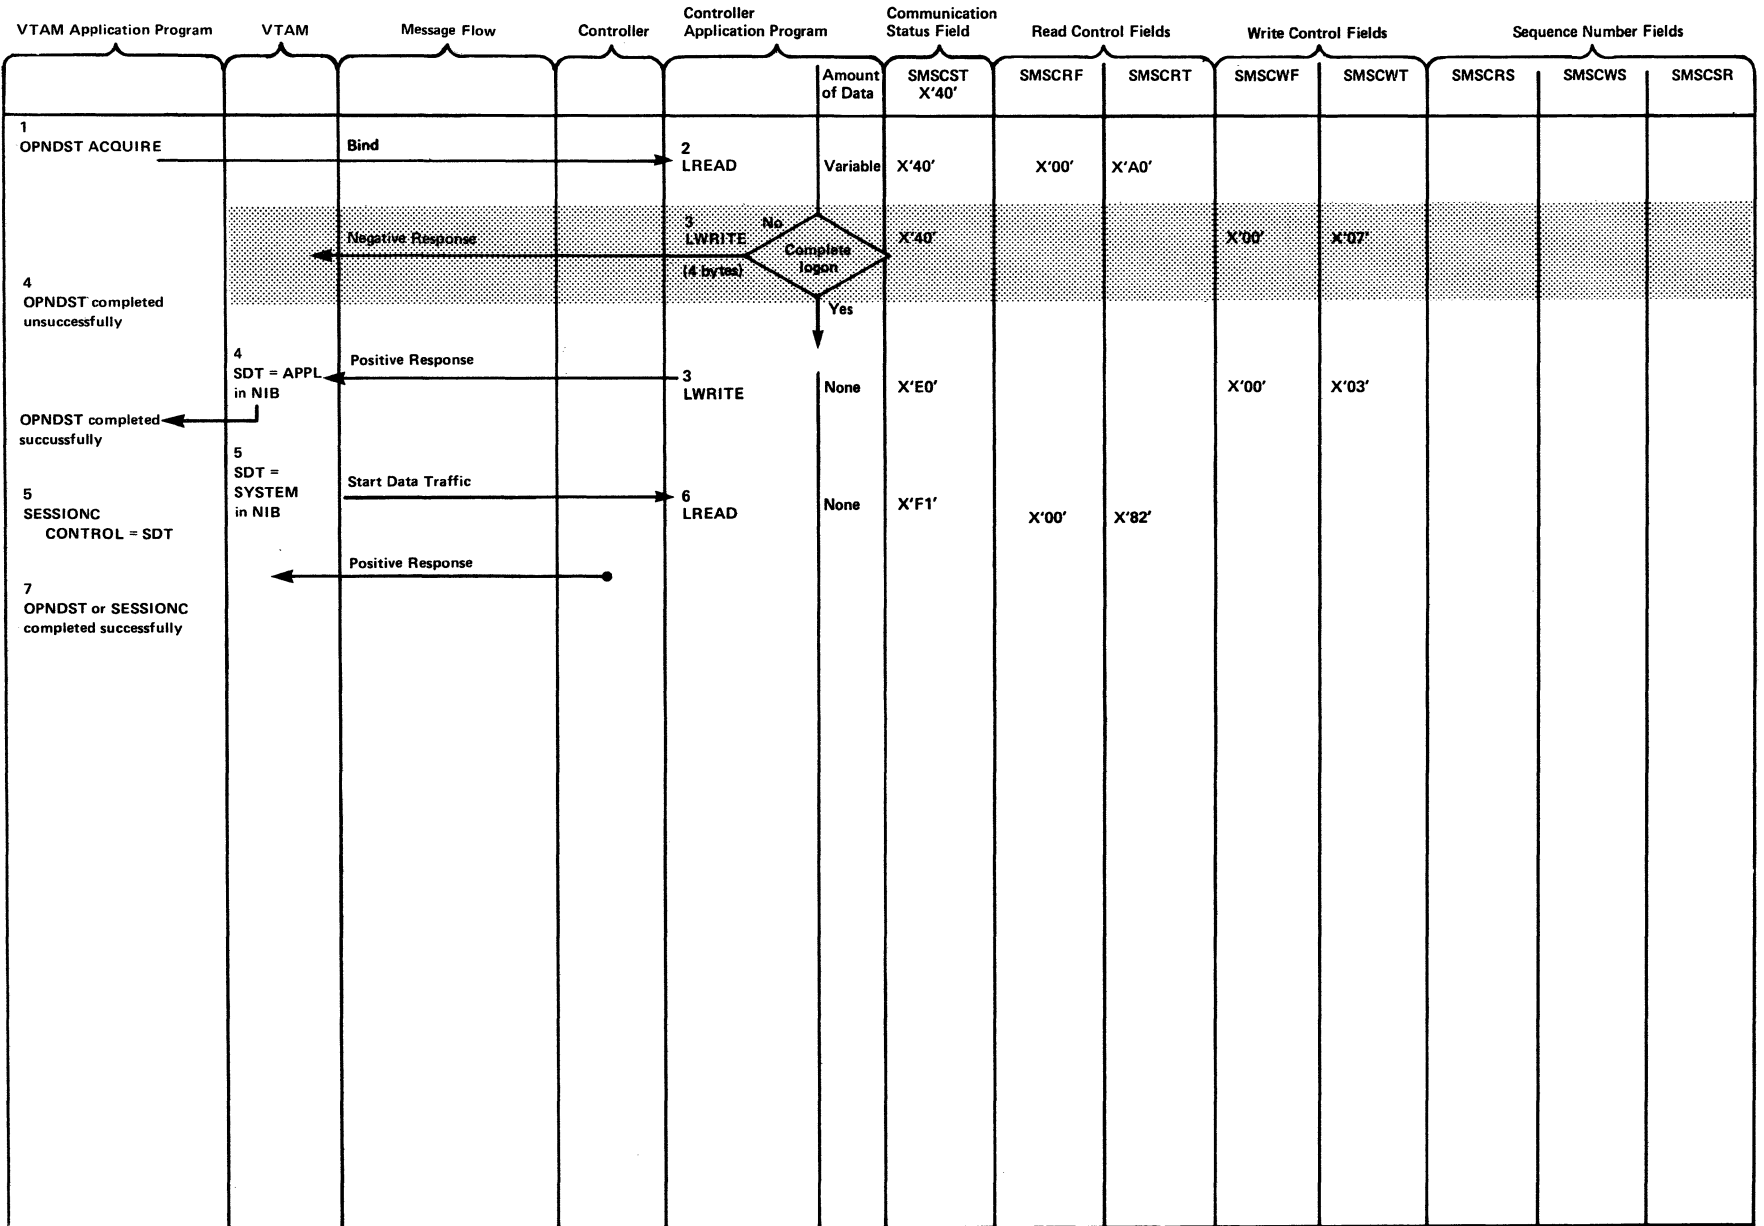 VTAM Application Program
VTAM
Message Flow
Controller
Controller
Application Program
Communication
Status Field
Read Control Fields
Write Control Fields
Sequence Number Fields
Amount
of Data
SMSCST
X'40'
SMSCRF
SMSCRT
SMSCWF
SMSCWT
SMSCRS
SMSCWS
SMSCSR
1
OPNDST ACQUIRE
Bind
2
LREAD
Variable
X'40'
X'00'
X'A0'
Negative Response
3
LWRITE
(4 bytes)
No
Complete
logon
X'40'
X'00'
X'07'
4
OPNDST completed
unsuccessfully
Yes
4
SDT = APPL
in NIB
Positive Response
3
LWRITE
None
X'E0'
X'00'
X'03'
OPNDST completed
succussfully
5
SDT =
SYSTEM
in NIB
Start Data Traffic
6
LREAD
None
X'F1'
X'00'
X'82'
5
SESSIONC
CONTROL = SDT
Positive Response
7
OPNDST or SESSIONC
completed successfully